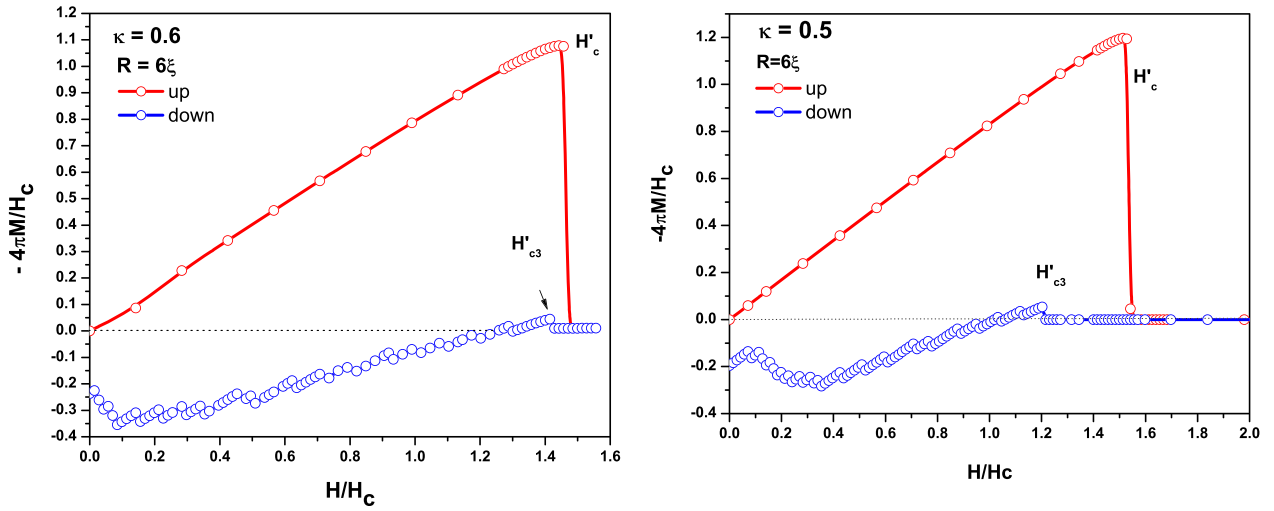 κ = 0.6
R = 6ξ
up
down
H'c
H'c3
- 4πM/Hc
1.2
1.1
1.0
0.9
0.8
0.7
0.6
0.5
0.4
0.3
0.2
0.1
0.0
-0.1
-0.2
-0.3
-0.4
0.0 0.2 0.4 0.6 0.8 1.0 1.2 1.4 1.6
H/Hc
κ = 0.5
R=6ξ
up
down
H'c
H'c3
-4πM/Hc
1.2
1.0
0.8
0.6
0.4
0.2
0.0
-0.2
-0.4
0.0 0.2 0.4 0.6 0.8 1.0 1.2 1.4 1.6 1.8 2.0
H/Hc